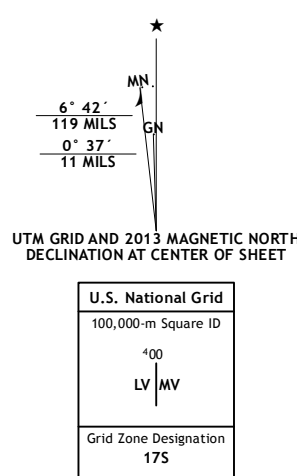 ★
MN
6° 42´
119 MILS
GN
0° 37´
11 MILS
UTM GRID AND 2013 MAGNETIC NORTH
DECLINATION AT CENTER OF SHEET
U.S. National Grid
100,000-m Square ID
⁴00
LV MV
Grid Zone Designation
17S